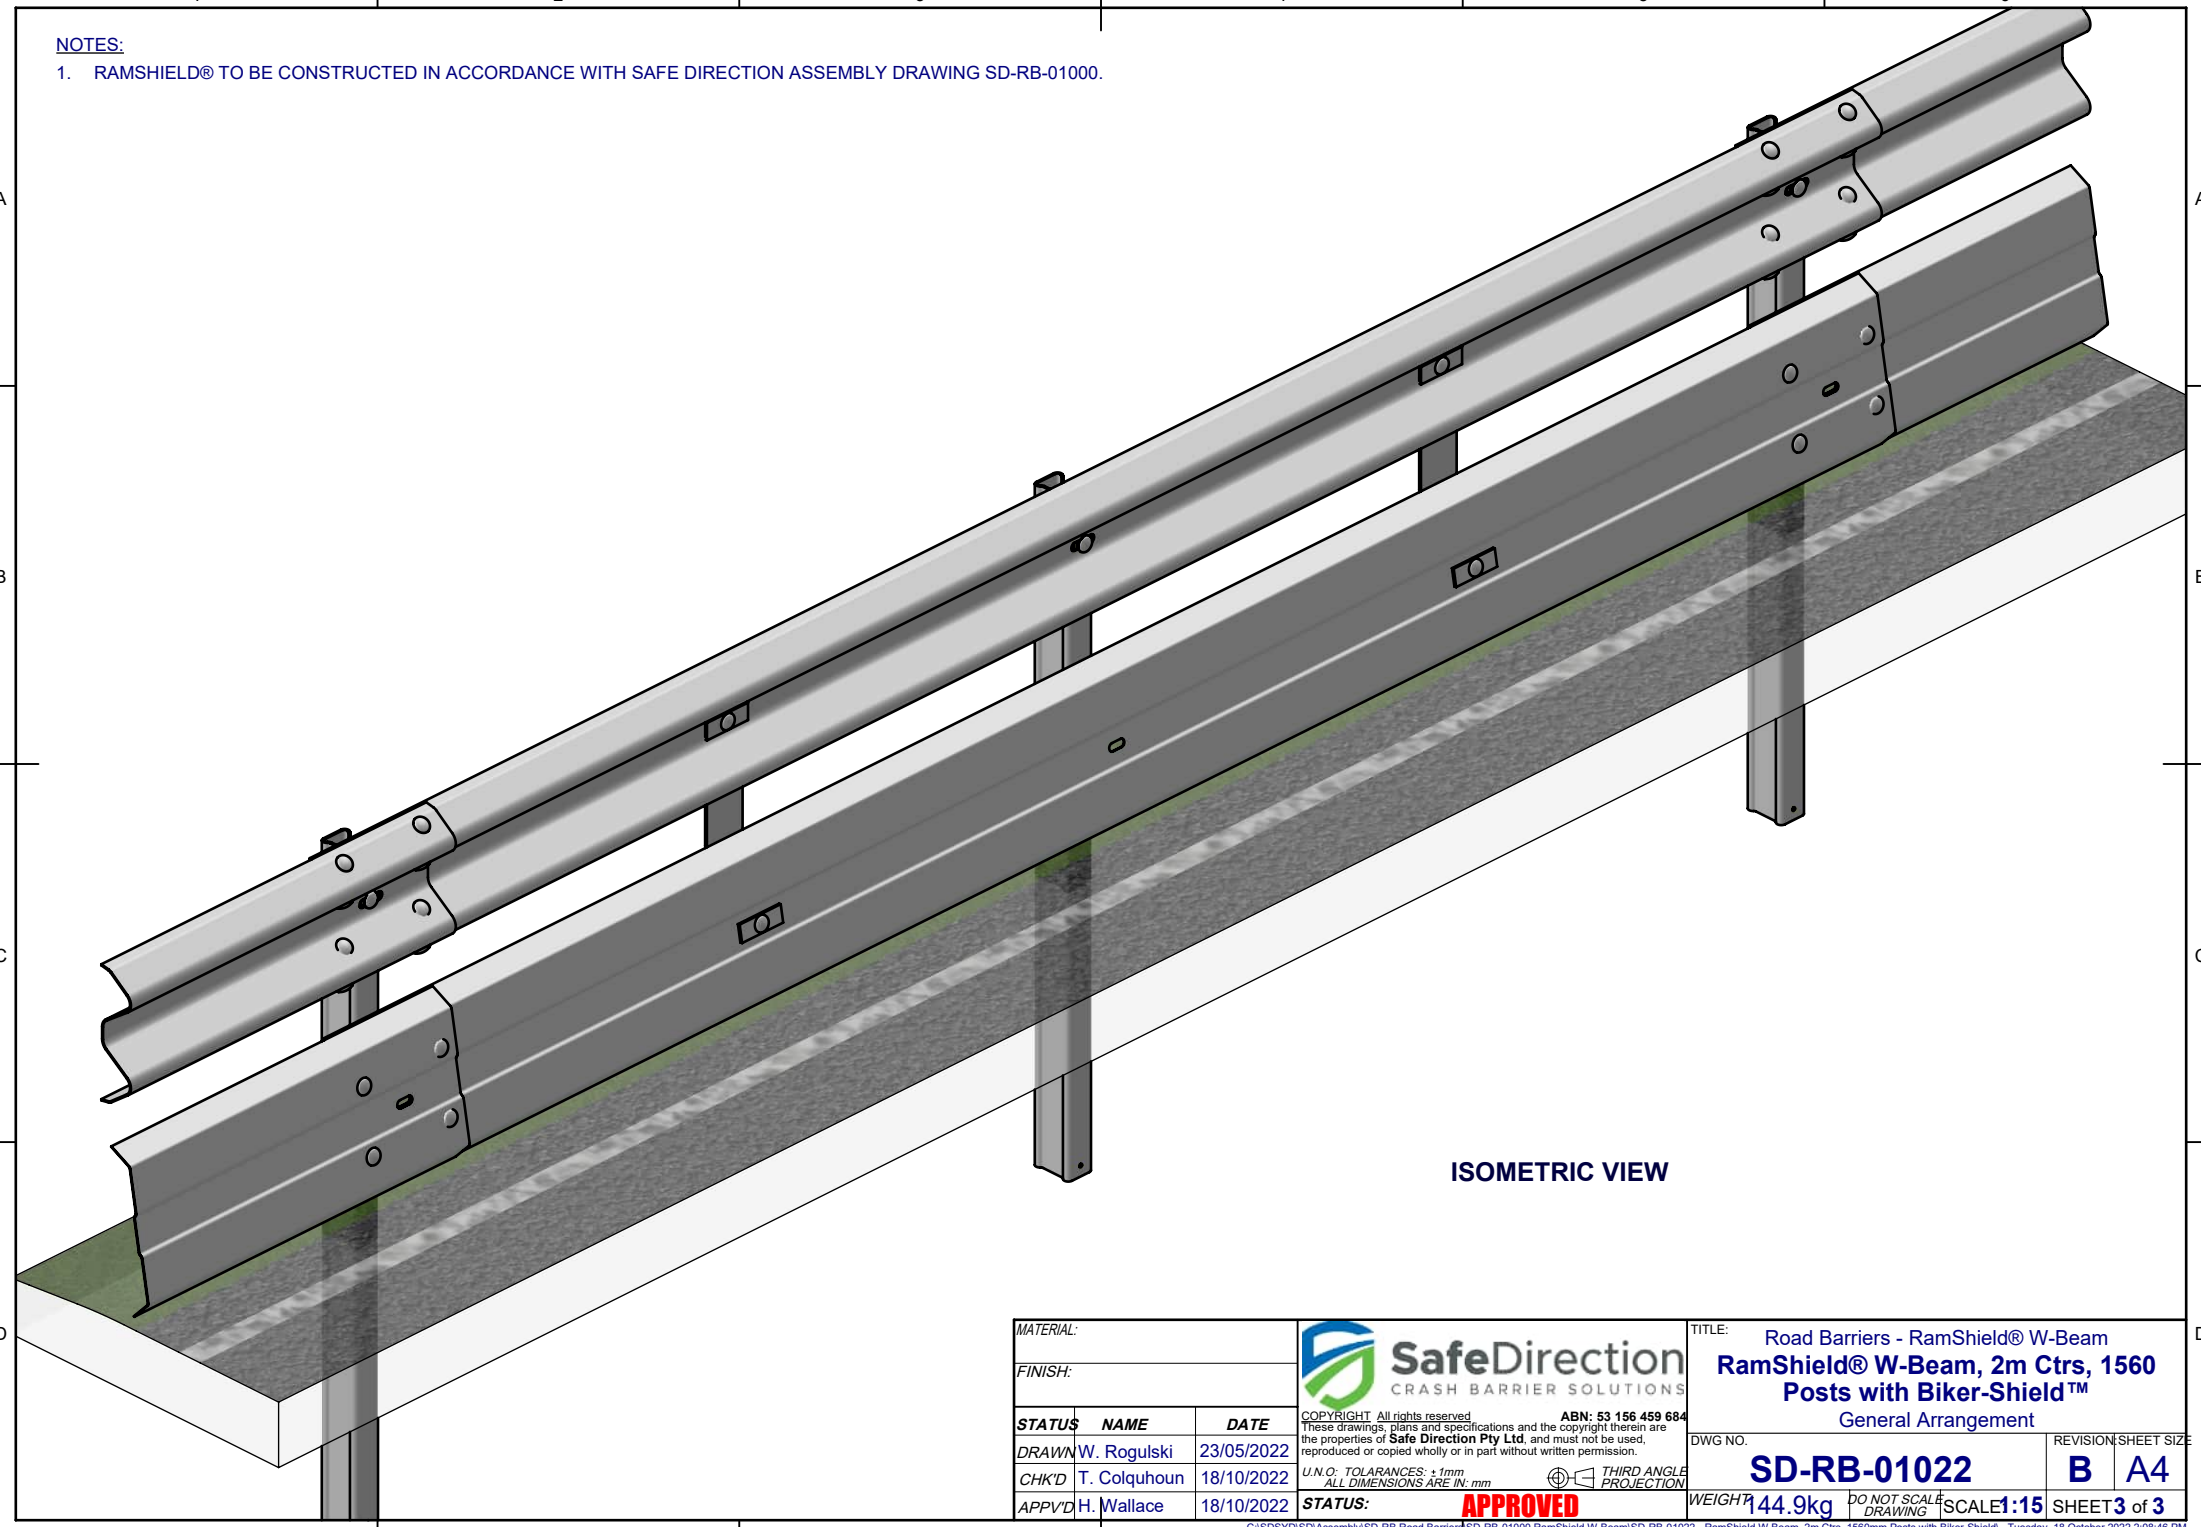 NOTES:
1. RAMSHIELD® TO BE CONSTRUCTED IN ACCORDANCE WITH SAFE DIRECTION ASSEMBLY DRAWING SD-RB-01000.
A
B
C
ISOMETRIC VIEW
MATERIAL:
FINISH:
STATUS NAME DATE
DRAWN W. Rogulski 23/05/2022
CHK'D T. Colquhoun 18/10/2022
APPV'D H. Wallace 18/10/2022
SafeDirection
CRASH BARRIER SOLUTIONS
COPYRIGHT All rights reserved ABN: 53 156 459 684
These drawings, plans and specifications and the copyright therein are
the properties of Safe Direction Pty Ltd, and must not be used,
reproduced or copied wholly or in part without written permission.
U.N.O: TOLARANCES: ±1mm
ALL DIMENSIONS ARE IN: mm
THIRD ANGLE
PROJECTION
STATUS: APPROVED
TITLE: Road Barriers - RamShield® W-Beam
RamShield® W-Beam, 2m Ctrs, 1560
Posts with Biker-Shield™
General Arrangement
DWG NO. REVISION: SHEET SIZE
SD-RB-01022 B A4
WEIGHT 144.9kg DO NOT SCALE DRAWING SCALE 1:15 SHEET 3 of 3